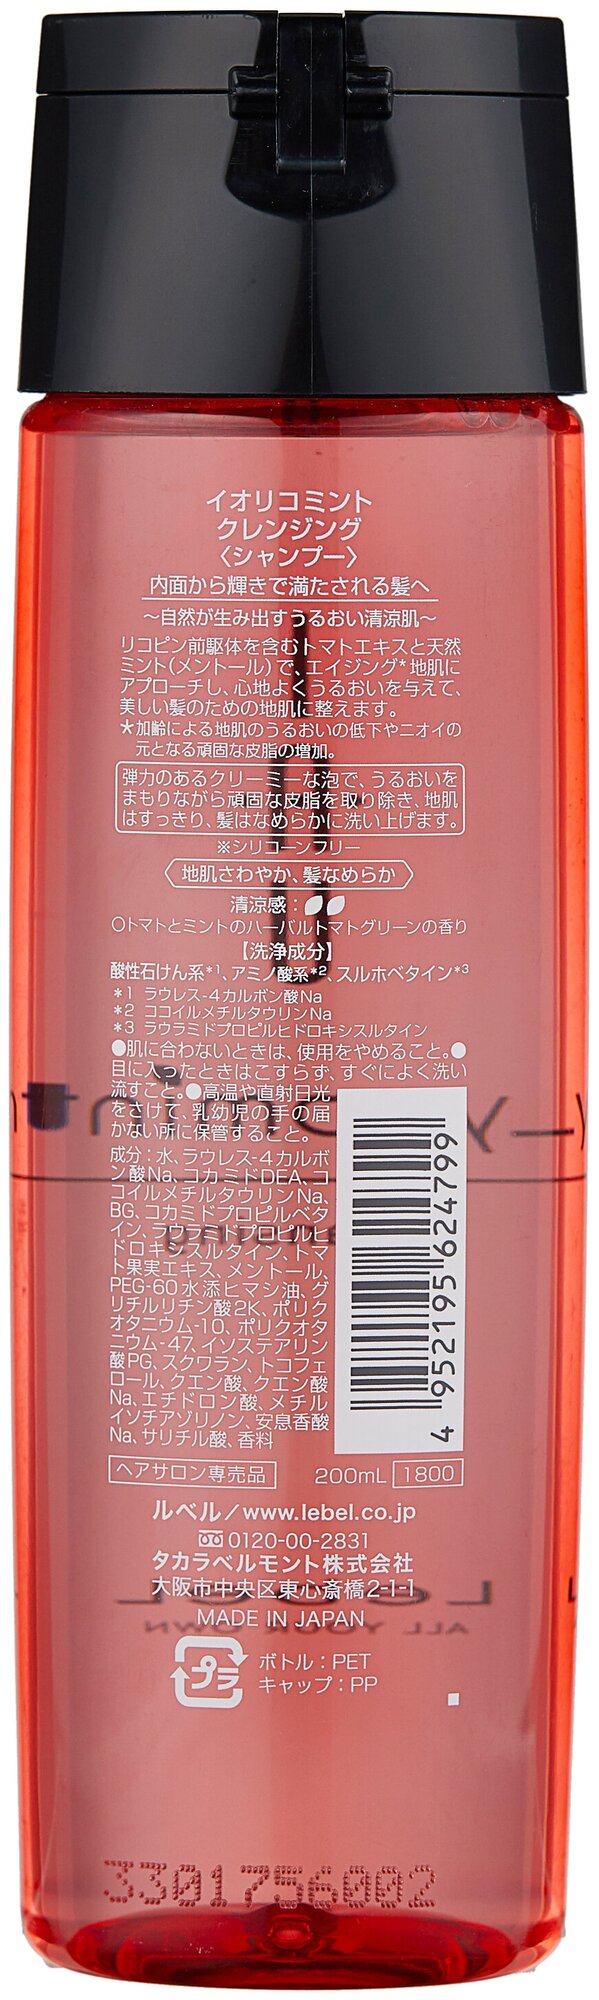 イオリコミント
クレンジング
〈シャンプー〉
内面から輝きで満たされる髪へ
〜自然が生み出すうるおい清涼肌〜
リコピン前駆体を含むトマトエキスと天然
ミント(メントール)で、エイジング*地肌に
アプローチし、心地よくうるおいを与えて、
美しい髪のための地肌に整えます。
*加齢による地肌のうるおいの低下やニオイの
元となる頑固な皮脂の増加。
弾力のあるクリーミーな泡で、うるおいを
まもりながら頑固な皮脂を取り除き、地肌
はすっきり、髪はなめらかに洗い上げます。
※シリコーンフリー
地肌さわやか、髪なめらか
清涼感:
○トマトとミントのハーバルトマトグリーンの香り
【洗浄成分】
酸性石けん系*1、アミノ酸系*2、スルホベタイン*3
*1 ラウレス-4カルボン酸Na
*2 ココイルメチルタウリンNa
*3 ラウラミドプロピルヒドロキシスルタイン
●肌に合わないときは、使用をやめること。●
目に入ったときはこすらず、すぐによく洗い
流すこと。●高温や直射日光
をさけて、乳幼児の手の届
かない所に保管すること。
成分:水、ラウレス-4カルボ
ン酸Na、コカミドDEA、コ
コイルメチルタウリンNa、
BG、コカミドプロピルベタ
イン、ラウラミドプロピルヒ
ドロキシスルタイン、トマ
ト果実エキス、メントール、
PEG-60水添ヒマシ油、グ
リチルリチン酸2K、ポリク
オタニウム-10、ポリクオタ
ニウム-47、イソステアリン
酸PG、スクワラン、トコフェ
ロール、クエン酸、クエン酸
Na、エチドロン酸、メチル
イソチアゾリノン、安息香酸
Na、サリチル酸、香料
4952195624799
ヘアサロン専売品 200mL 1800
ルベル/www.lebel.co.jp
0120-00-2831
タカラベルモント株式会社
大阪市中央区東心斎橋2-1-1
MADE IN JAPAN
プラ
ボトル:PET
キャップ:PP
ALL YOUR OWN
3301756002